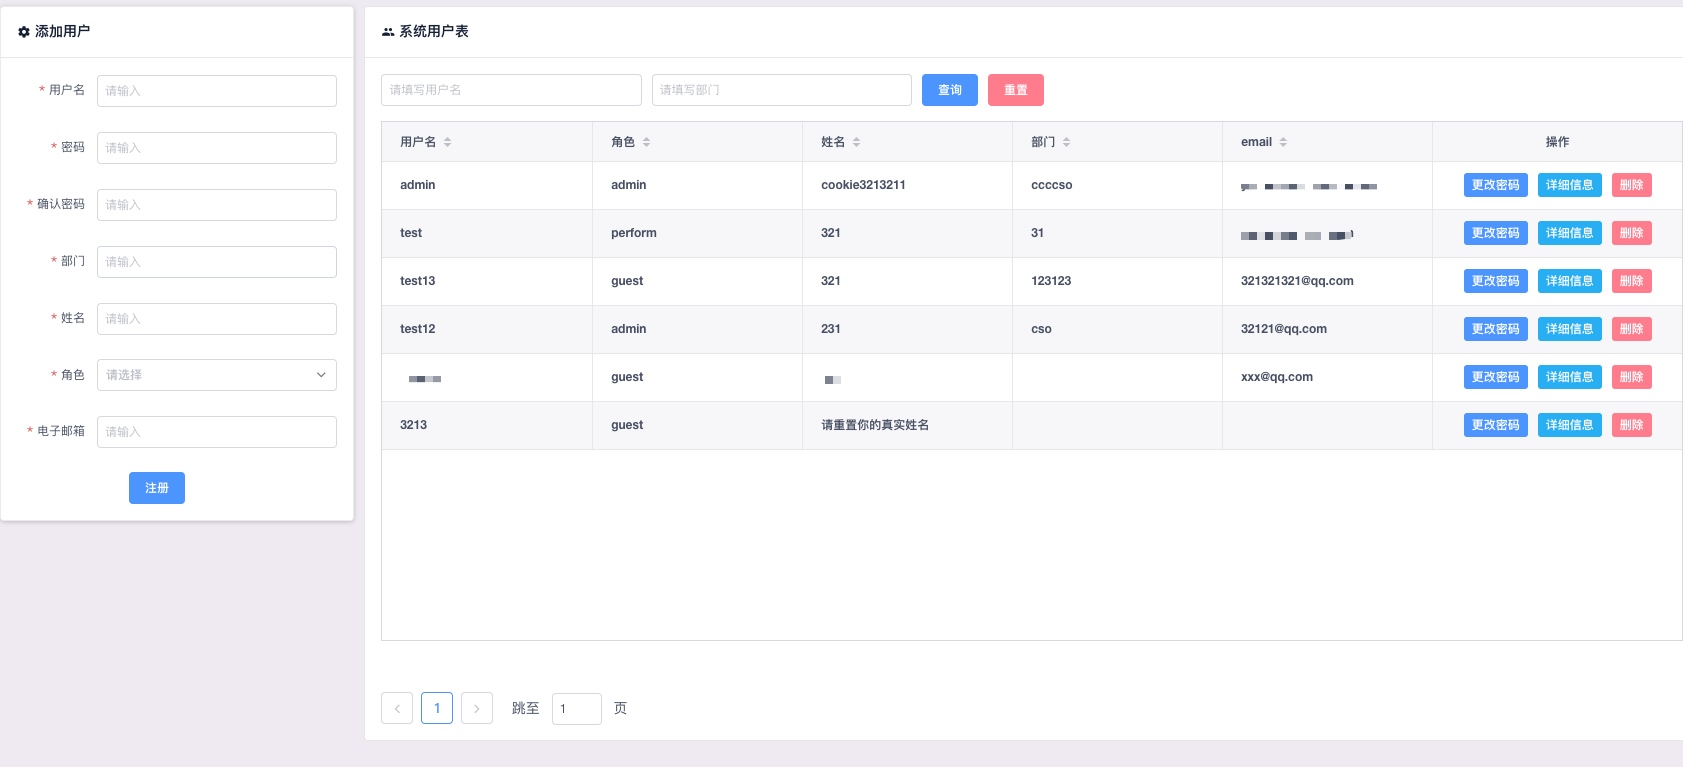 添加用户
* 用户名 请输入
* 密码 请输入
* 确认密码 请输入
* 部门 请输入
* 姓名 请输入
* 角色 请选择
* 电子邮箱 请输入
注册
系统用户表
请填写用户名 请填写部门 查询 重置
用户名 角色 姓名 部门 email 操作
admin admin cookie3213211 ccccso 更改密码 详细信息 删除
test perform 321 31 更改密码 详细信息 删除
test13 guest 321 123123 321321321@qq.com 更改密码 详细信息 删除
test12 admin 231 cso 32121@qq.com 更改密码 详细信息 删除
guest xxx@qq.com 更改密码 详细信息 删除
3213 guest 请重置你的真实姓名 更改密码 详细信息 删除
< 1 > 跳至 1 页